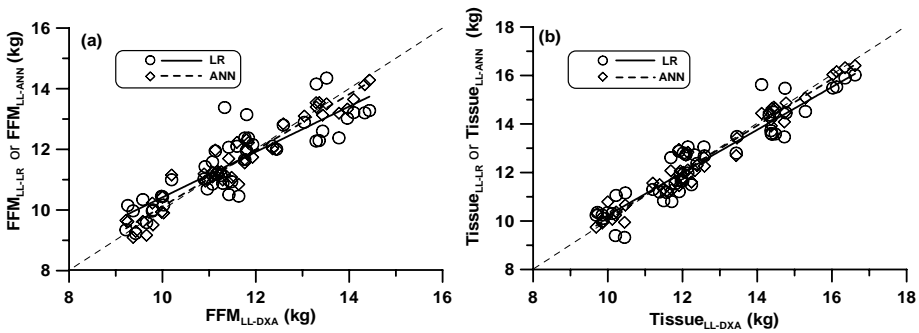 (a)
LR
ANN
FFM_LL-LR or FFM_LL-ANN (kg)
16
14
12
10
8
8 10 12 14 16
FFM_LL-DXA (kg)
(b)
LR
ANN
Tissue_LL-LR or Tissue_LL-ANN (kg)
18
16
14
12
10
8
8 10 12 14 16 18
Tissue_LL-DXA (kg)